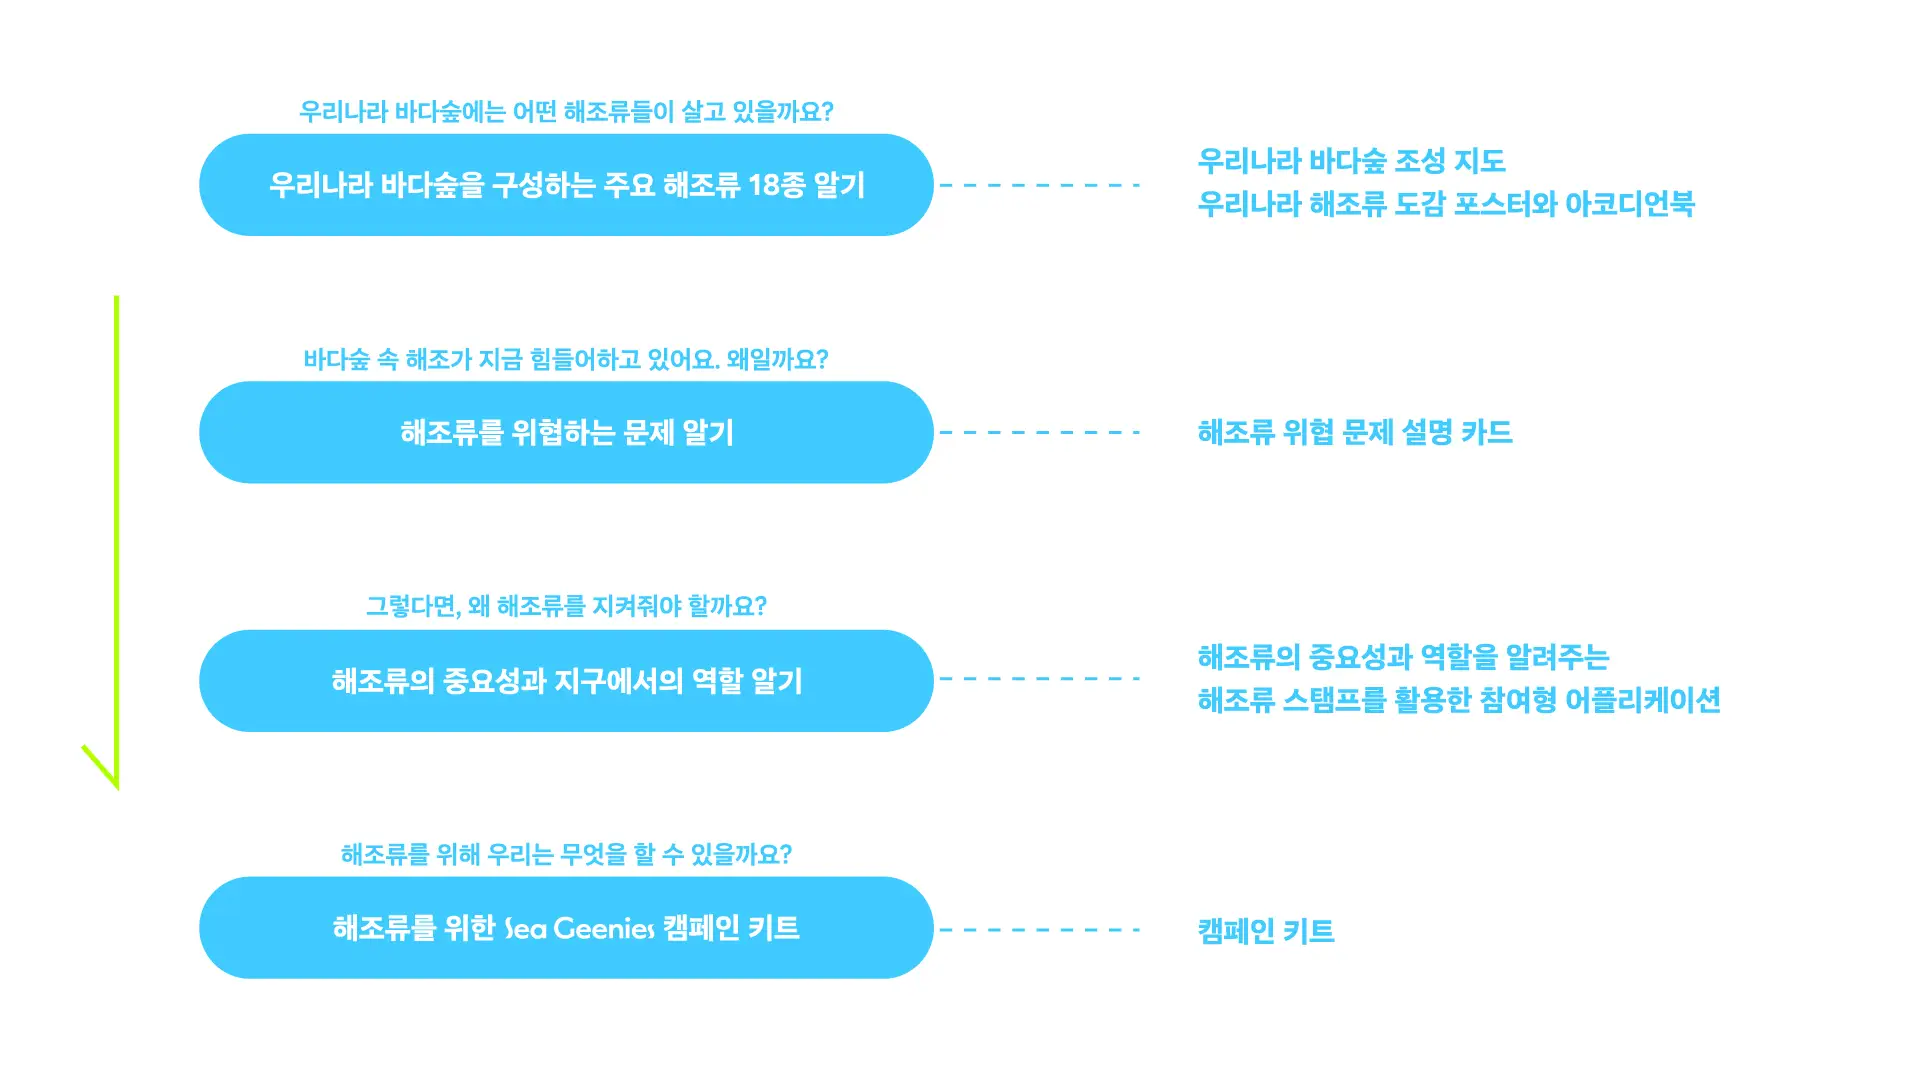 우리나라 바다숲에는 어떤 해조류들이 살고 있을까요?
우리나라 바다숲을 구성하는 주요 해조류 18종 알기
우리나라 바다숲 조성 지도
우리나라 해조류 도감 포스터와 아코디언북
바다숲 속 해조가 지금 힘들어하고 있어요. 왜일까요?
해조류를 위협하는 문제 알기
해조류 위협 문제 설명 카드
그렇다면, 왜 해조류를 지켜줘야 할까요?
해조류의 중요성과 지구에서의 역할 알기
해조류의 중요성과 역할을 알려주는
해조류 스탬프를 활용한 참여형 어플리케이션
해조류를 위해 우리는 무엇을 할 수 있을까요?
해조류를 위한 Sea Geenies 캠페인 키트
캠페인 키트